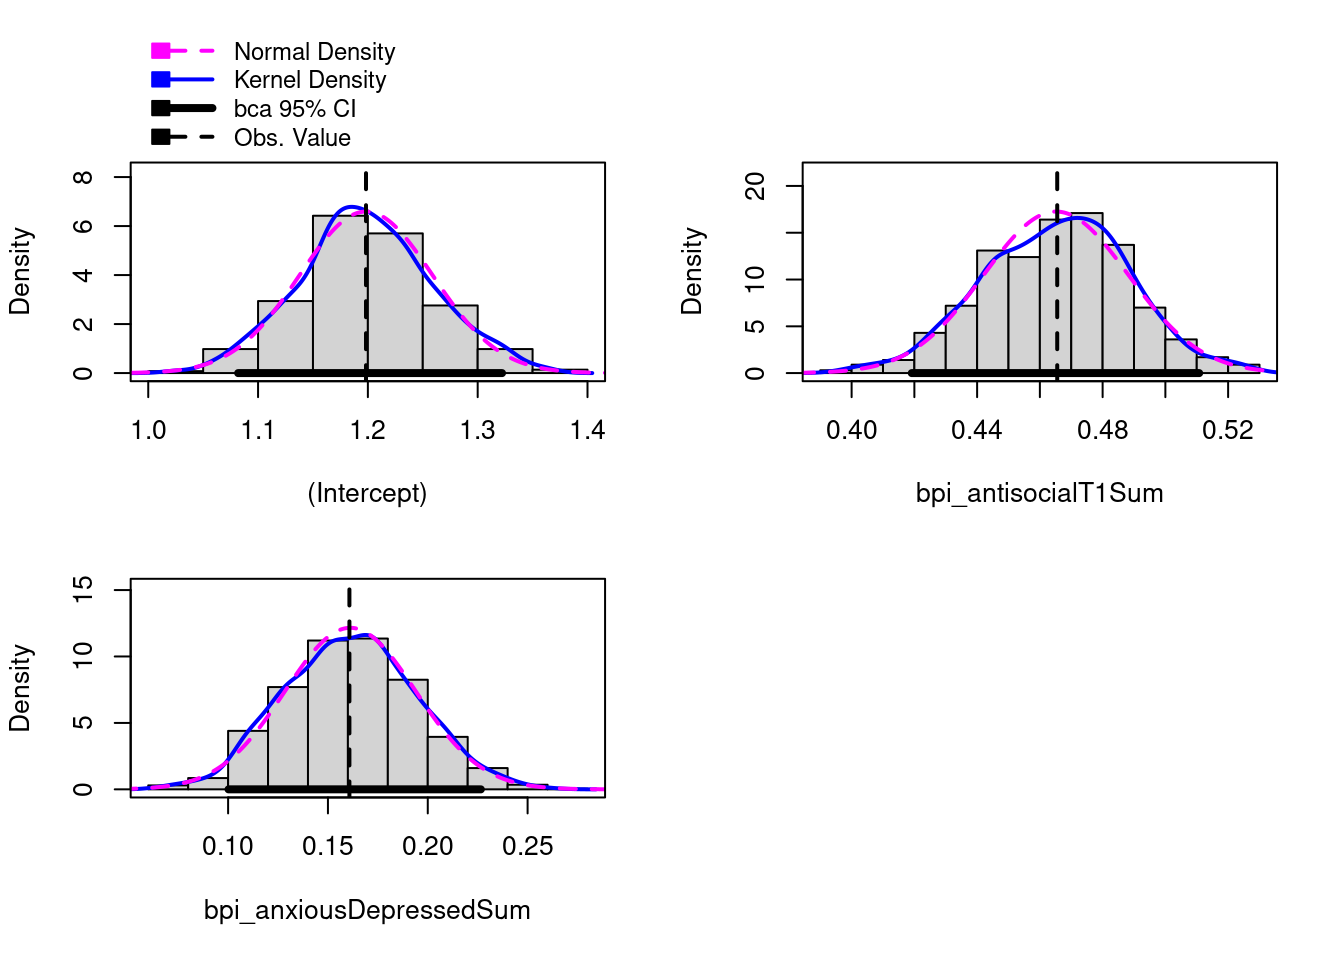 Normal Density
Kernel Density
bca 95% CI
Obs. Value
Density
0 2 4 6 8
1.0 1.1 1.2 1.3 1.4
(Intercept)
Density
0 5 10 20
0.40 0.44 0.48 0.52
bpi_antisocialT1Sum
Density
0 5 10 15
0.10 0.15 0.20 0.25
bpi_anxiousDepressedSum